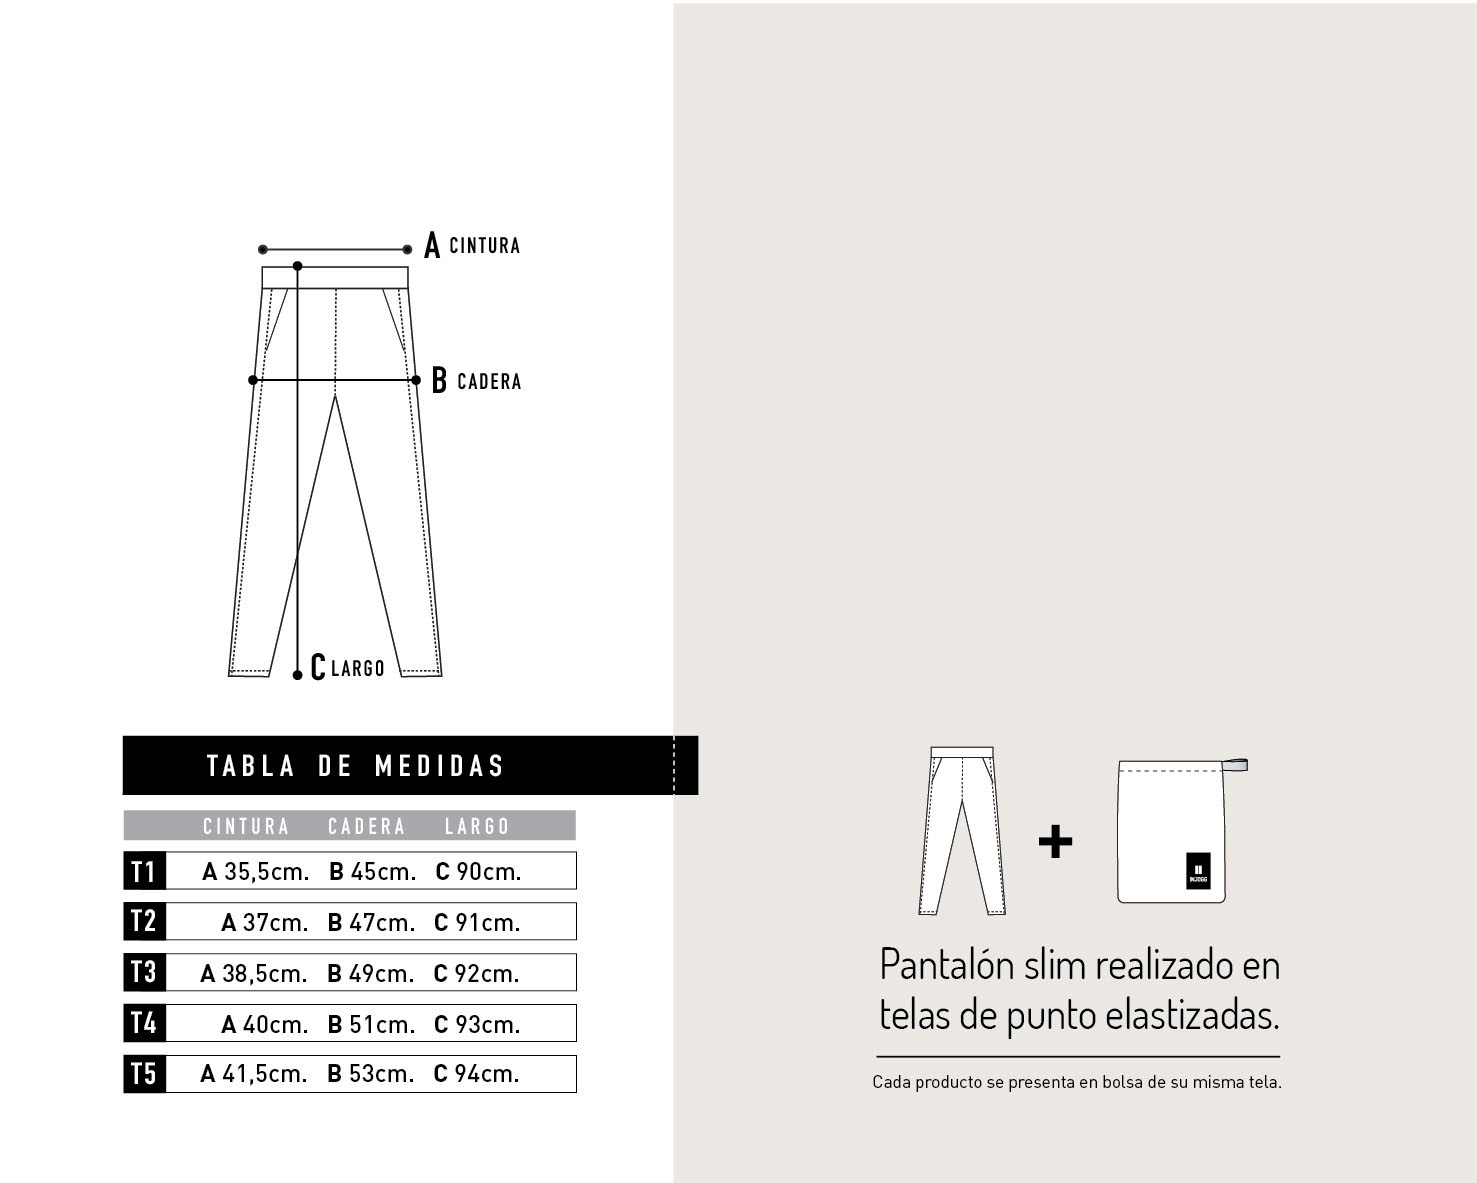 A CINTURA
B CADERA
C LARGO
TABLA DE MEDIDAS
CINTURA CADERA LARGO
T1 A 35,5cm. B 45cm. C 90cm.
T2 A 37cm. B 47cm. C 91cm.
T3 A 38,5cm. B 49cm. C 92cm.
T4 A 40cm. B 51cm. C 93cm.
T5 A 41,5cm. B 53cm. C 94cm.
INJOGG
Pantalón slim realizado en
telas de punto elastizadas.
Cada producto se presenta en bolsa de su misma tela.